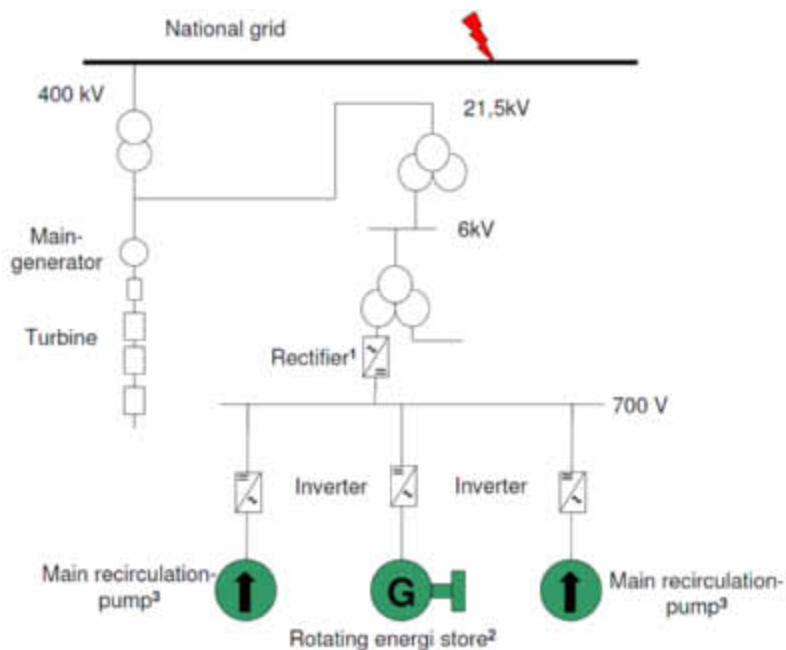 National grid
400 kV
21,5kV
6kV
Main-
generator
Turbine
Rectifier¹
700 V
Inverter
Inverter
Main recirculation-
pump³
G
Main recirculation-
pump³
Rotating energi store²